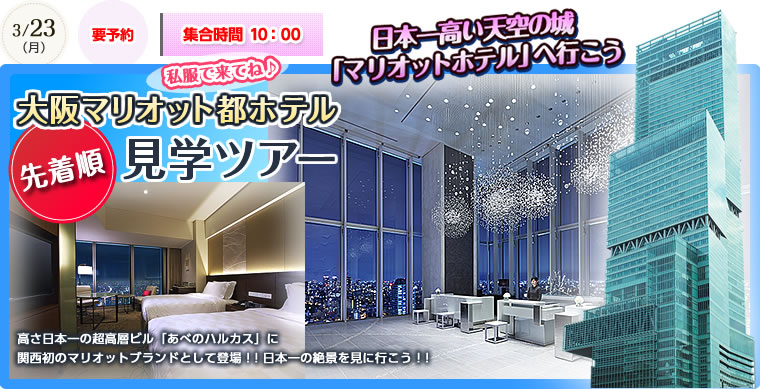 3/23
(月)
要予約
集合時間 10:00
日本一高い天空の城
「マリオットホテル」へ行こう
私服で来てね♪
大阪マリオット都ホテル
先着順
見学ツアー
高さ日本一の超高層ビル「あべのハルカス」に
関西初のマリオットブランドとして登場!!日本一の絶景を見に行こう!!